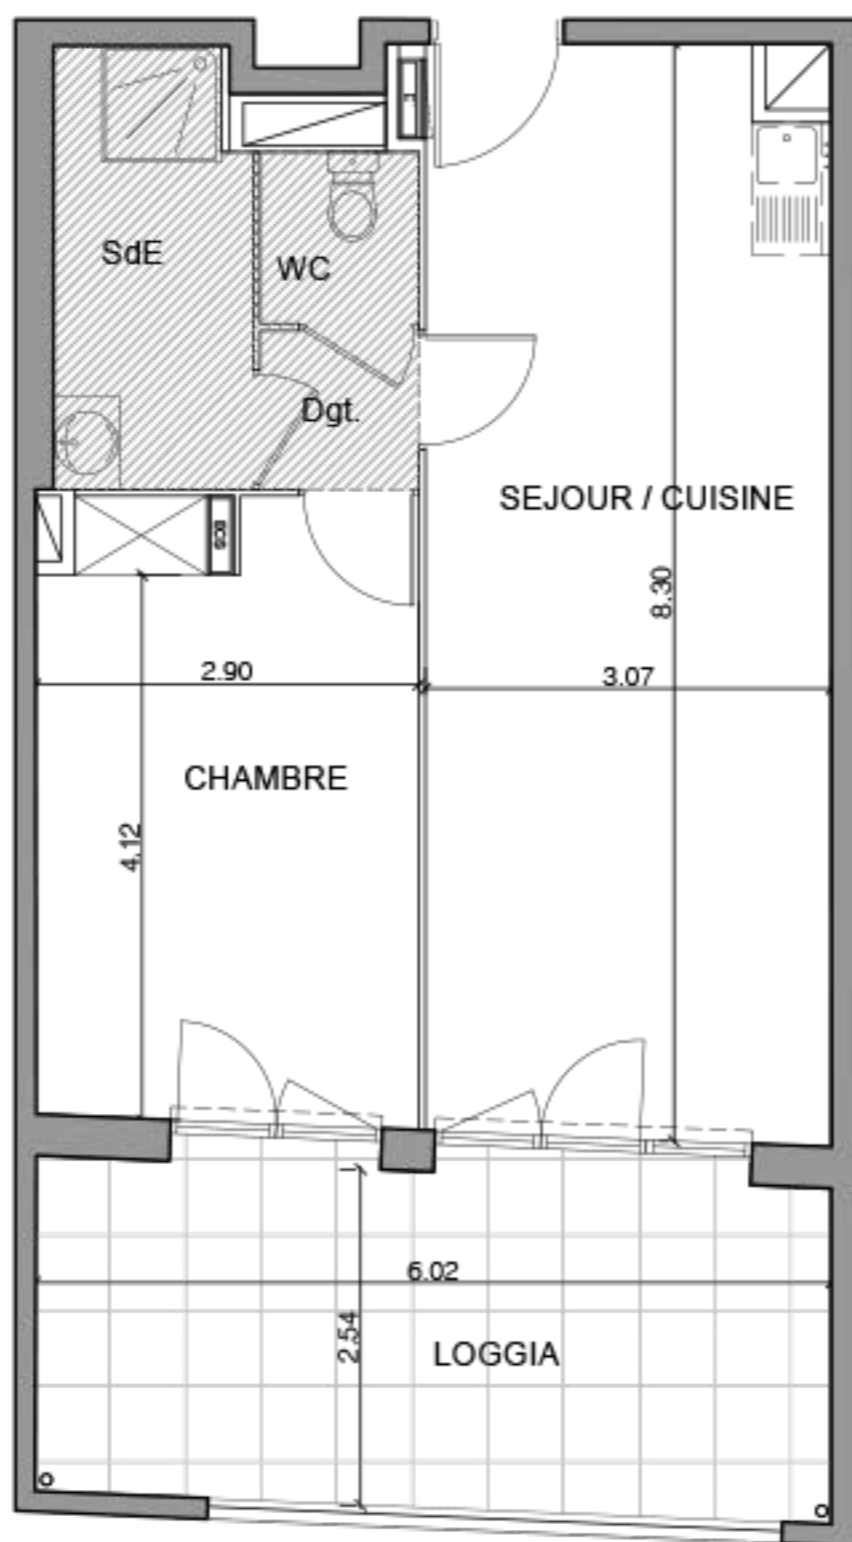 SdE
WC
Dgt.
SEJOUR / CUISINE
8.30
ECS
2.90
3.07
CHAMBRE
4.12
6.02
2.54
LOGGIA